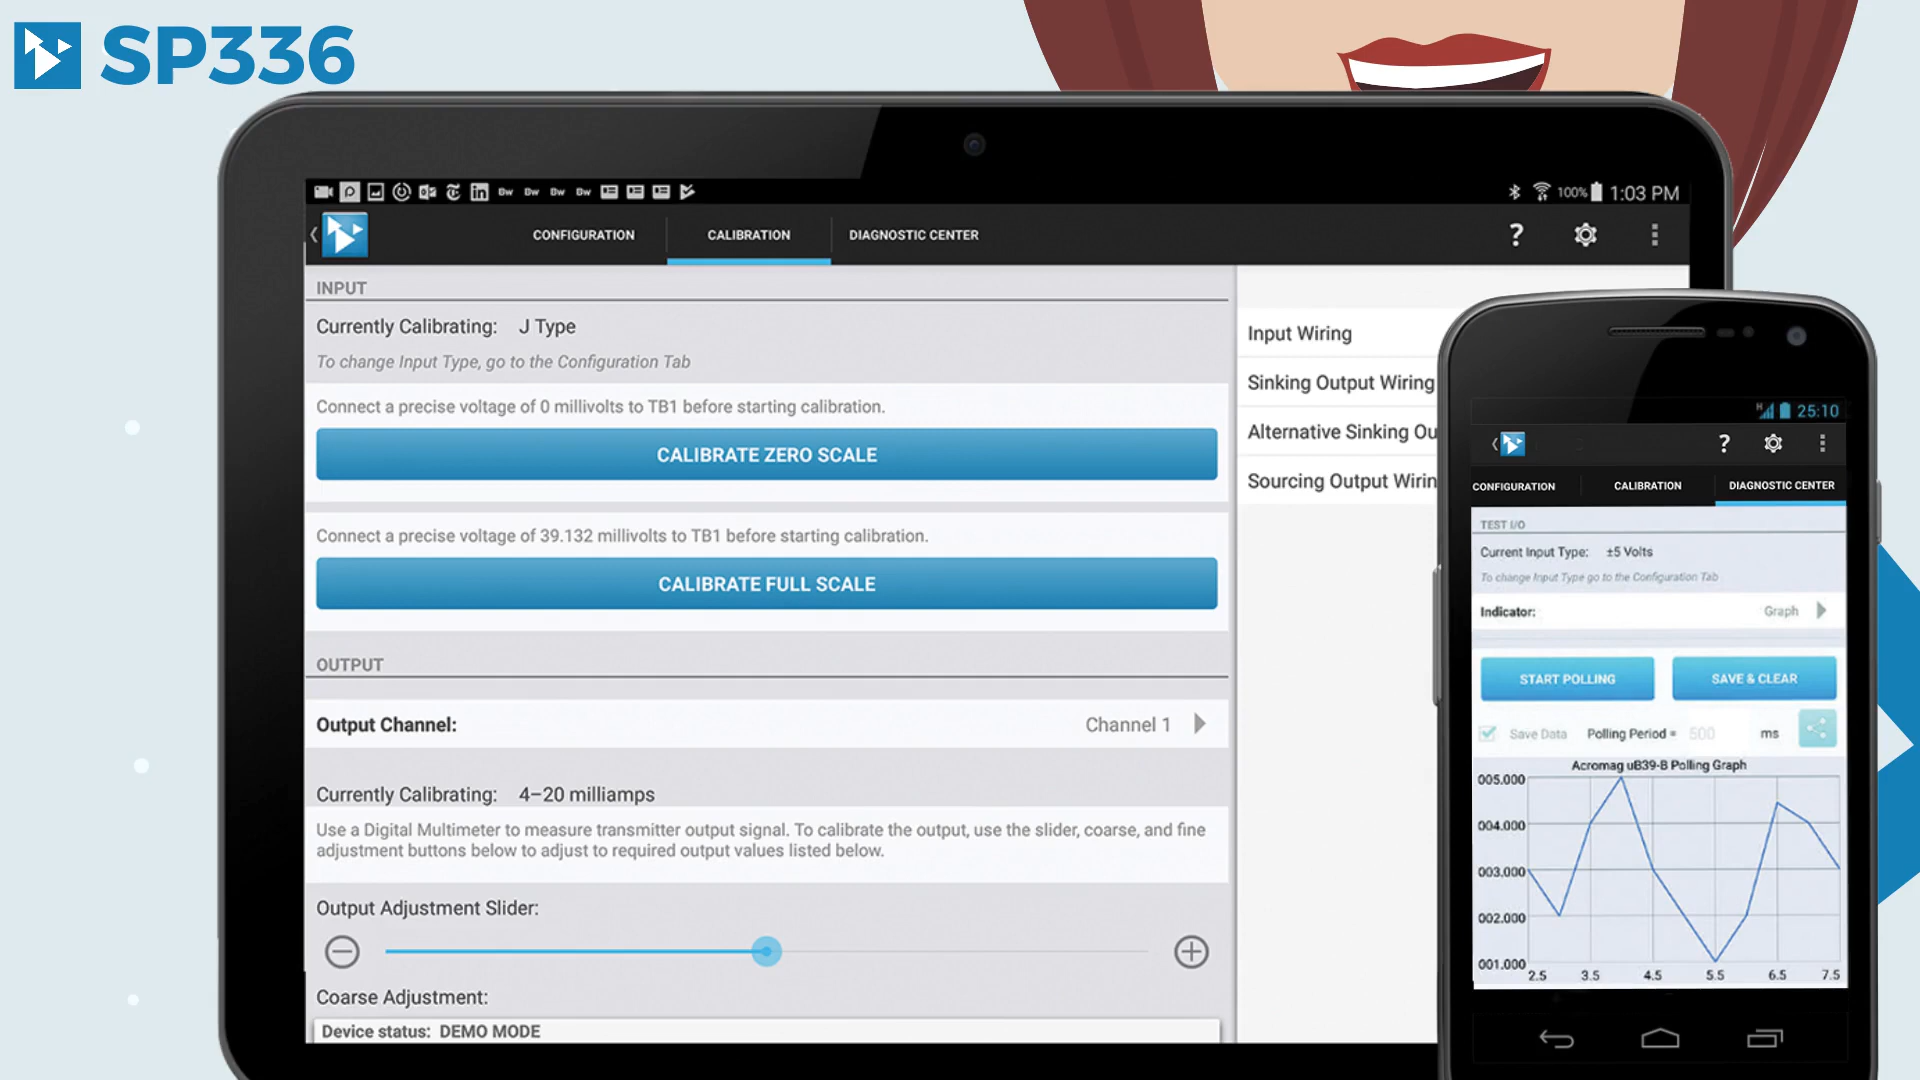 SP336
100% 1:03 PM
CONFIGURATION CALIBRATION DIAGNOSTIC CENTER ?
INPUT
Currently Calibrating: J Type
To change Input Type, go to the Configuration Tab
Connect a precise voltage of 0 millivolts to TB1 before starting calibration.
CALIBRATE ZERO SCALE
Connect a precise voltage of 39.132 millivolts to TB1 before starting calibration.
CALIBRATE FULL SCALE
OUTPUT
Output Channel: Channel 1
Currently Calibrating: 4–20 milliamps
Use a Digital Multimeter to measure transmitter output signal. To calibrate the output, use the slider, coarse, and fine
adjustment buttons below to adjust to required output values listed below.
Output Adjustment Slider:
Coarse Adjustment:
Device status: DEMO MODE
Input Wiring
Sinking Output Wiring
Alternative Sinking Ou
Sourcing Output Wirin
H 25:10
?
CONFIGURATION CALIBRATION DIAGNOSTIC CENTER
TEST I/O
Current Input Type: ±5 Volts
To change Input Type go to the Configuration Tab
Indicator: Graph
START POLLING SAVE & CLEAR
Save Data Polling Period = 500 ms
Acromag uB39-B Polling Graph
005.000
004.000
003.000
002.000
001.000
2.5 3.5 4.5 5.5 6.5 7.5